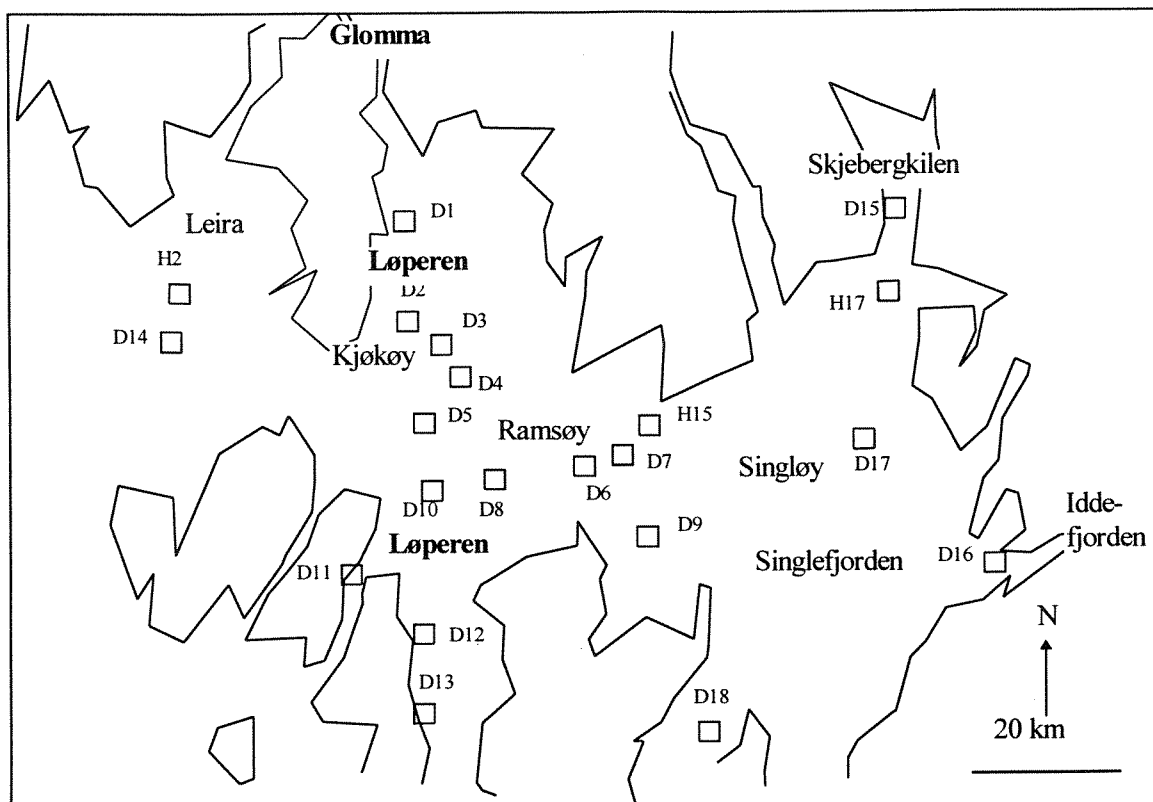 Glomma
Skjebergkilen
D1
D15
Leira
Løperen
H2
D2
H17
D3
D14
Kjøkøy
D4
D5
Ramsøy
H15
D7
Singløy
D17
D6
D10
D8
Løperen
D9
Idde-
fjorden
D11
Singlefjorden
D16
N
D12
D13
D18
20 km